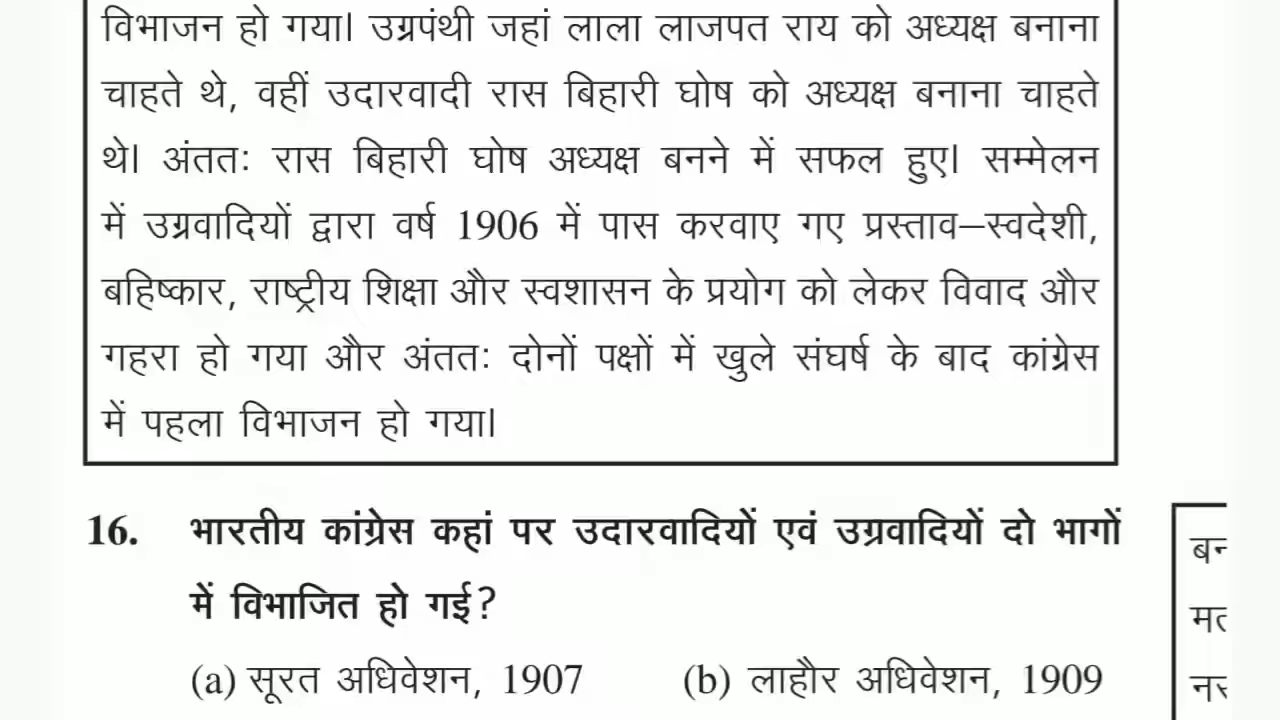 विभाजन हो गया। उग्रपंथी जहां लाला लाजपत राय को अध्यक्ष बनाना
चाहते थे, वहीं उदारवादी रास बिहारी घोष को अध्यक्ष बनाना चाहते
थे। अंततः रास बिहारी घोष अध्यक्ष बनने में सफल हुए। सम्मेलन
में उग्रवादियों द्वारा वर्ष 1906 में पास करवाए गए प्रस्ताव–स्वदेशी,
बहिष्कार, राष्ट्रीय शिक्षा और स्वशासन के प्रयोग को लेकर विवाद और
गहरा हो गया और अंततः दोनों पक्षों में खुले संघर्ष के बाद कांग्रेस
में पहला विभाजन हो गया।
16. भारतीय कांग्रेस कहां पर उदारवादियों एवं उग्रवादियों दो भागों
में विभाजित हो गई?
(a) सूरत अधिवेशन, 1907 (b) लाहौर अधिवेशन, 1909